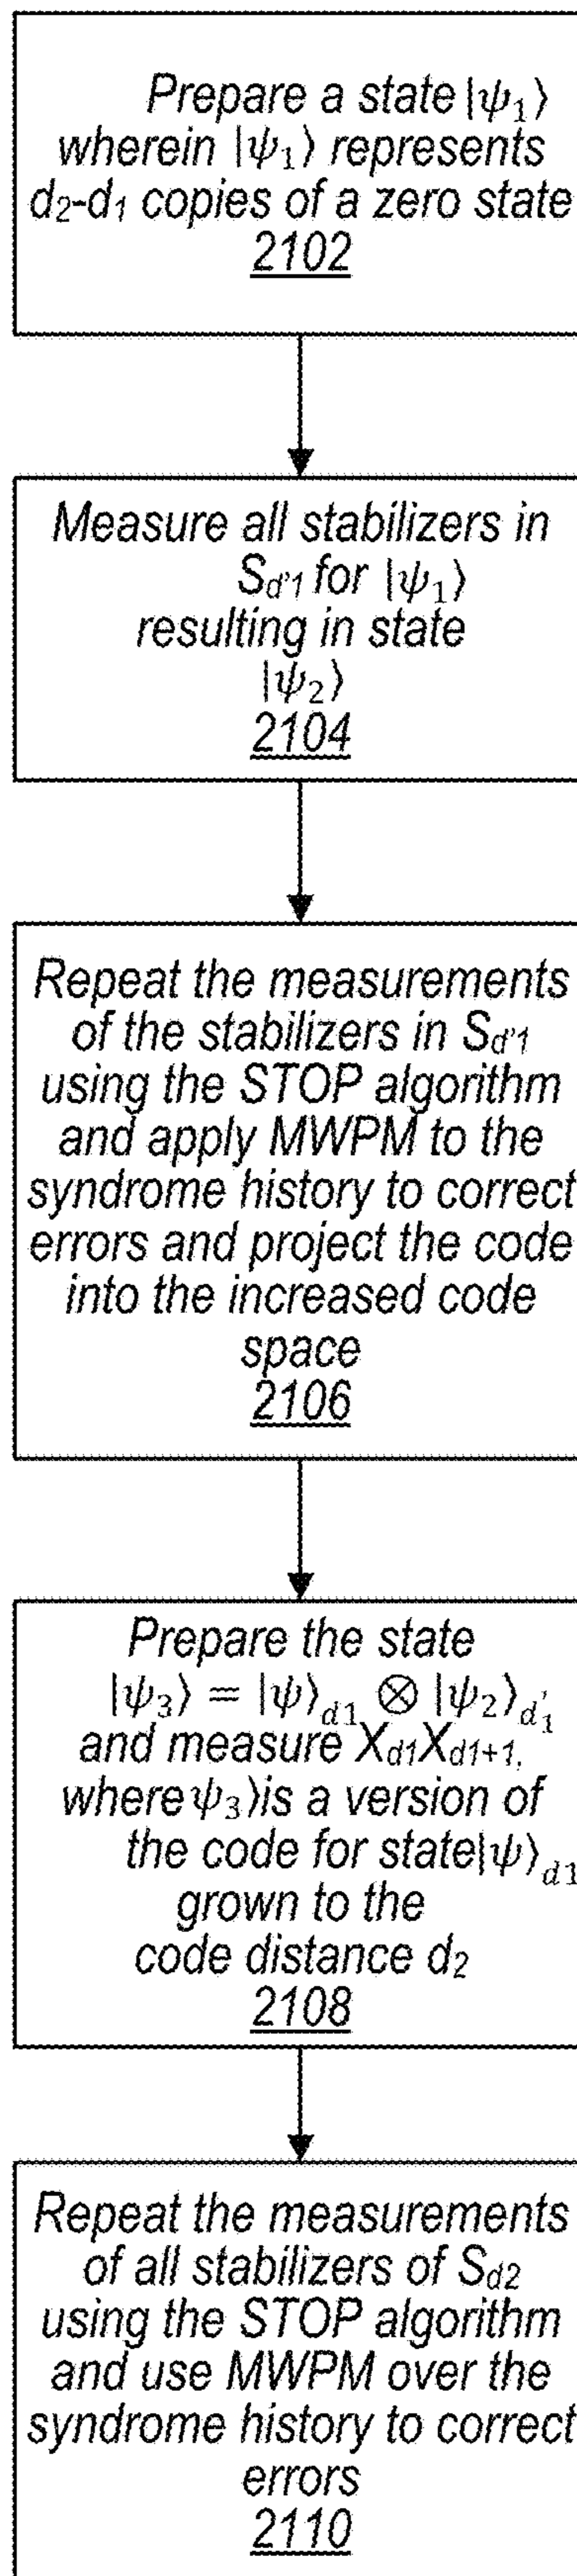 Prepare a state |ψ₁⟩
wherein |ψ₁⟩ represents
d₂-d₁ copies of a zero state
2102
Measure all stabilizers in
S_d'1 for |ψ₁⟩
resulting in state
|ψ₂⟩
2104
Repeat the measurements
of the stabilizers in S_d'1
using the STOP algorithm
and apply MWPM to the
syndrome history to correct
errors and project the code
into the increased code
space
2106
Prepare the state
|ψ₃⟩ = |ψ⟩_d1 ⊗ |ψ₂⟩_d'1
and measure X_d1X_d1+1,
where ψ₃⟩is a version of
the code for state|ψ⟩_d1
grown to the
code distance d₂
2108
Repeat the measurements
of all stabilizers of S_d2
using the STOP algorithm
and use MWPM over the
syndrome history to correct
errors
2110